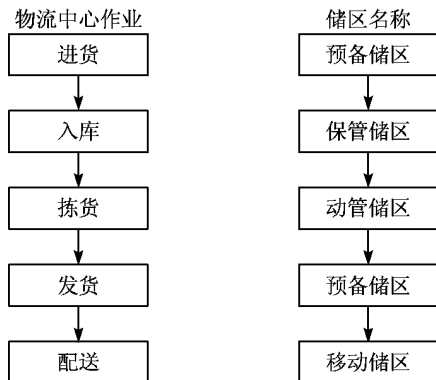 物流中心作业
储区名称
进货
预备储区
入库
保管储区
拣货
动管储区
发货
预备储区
配送
移动储区